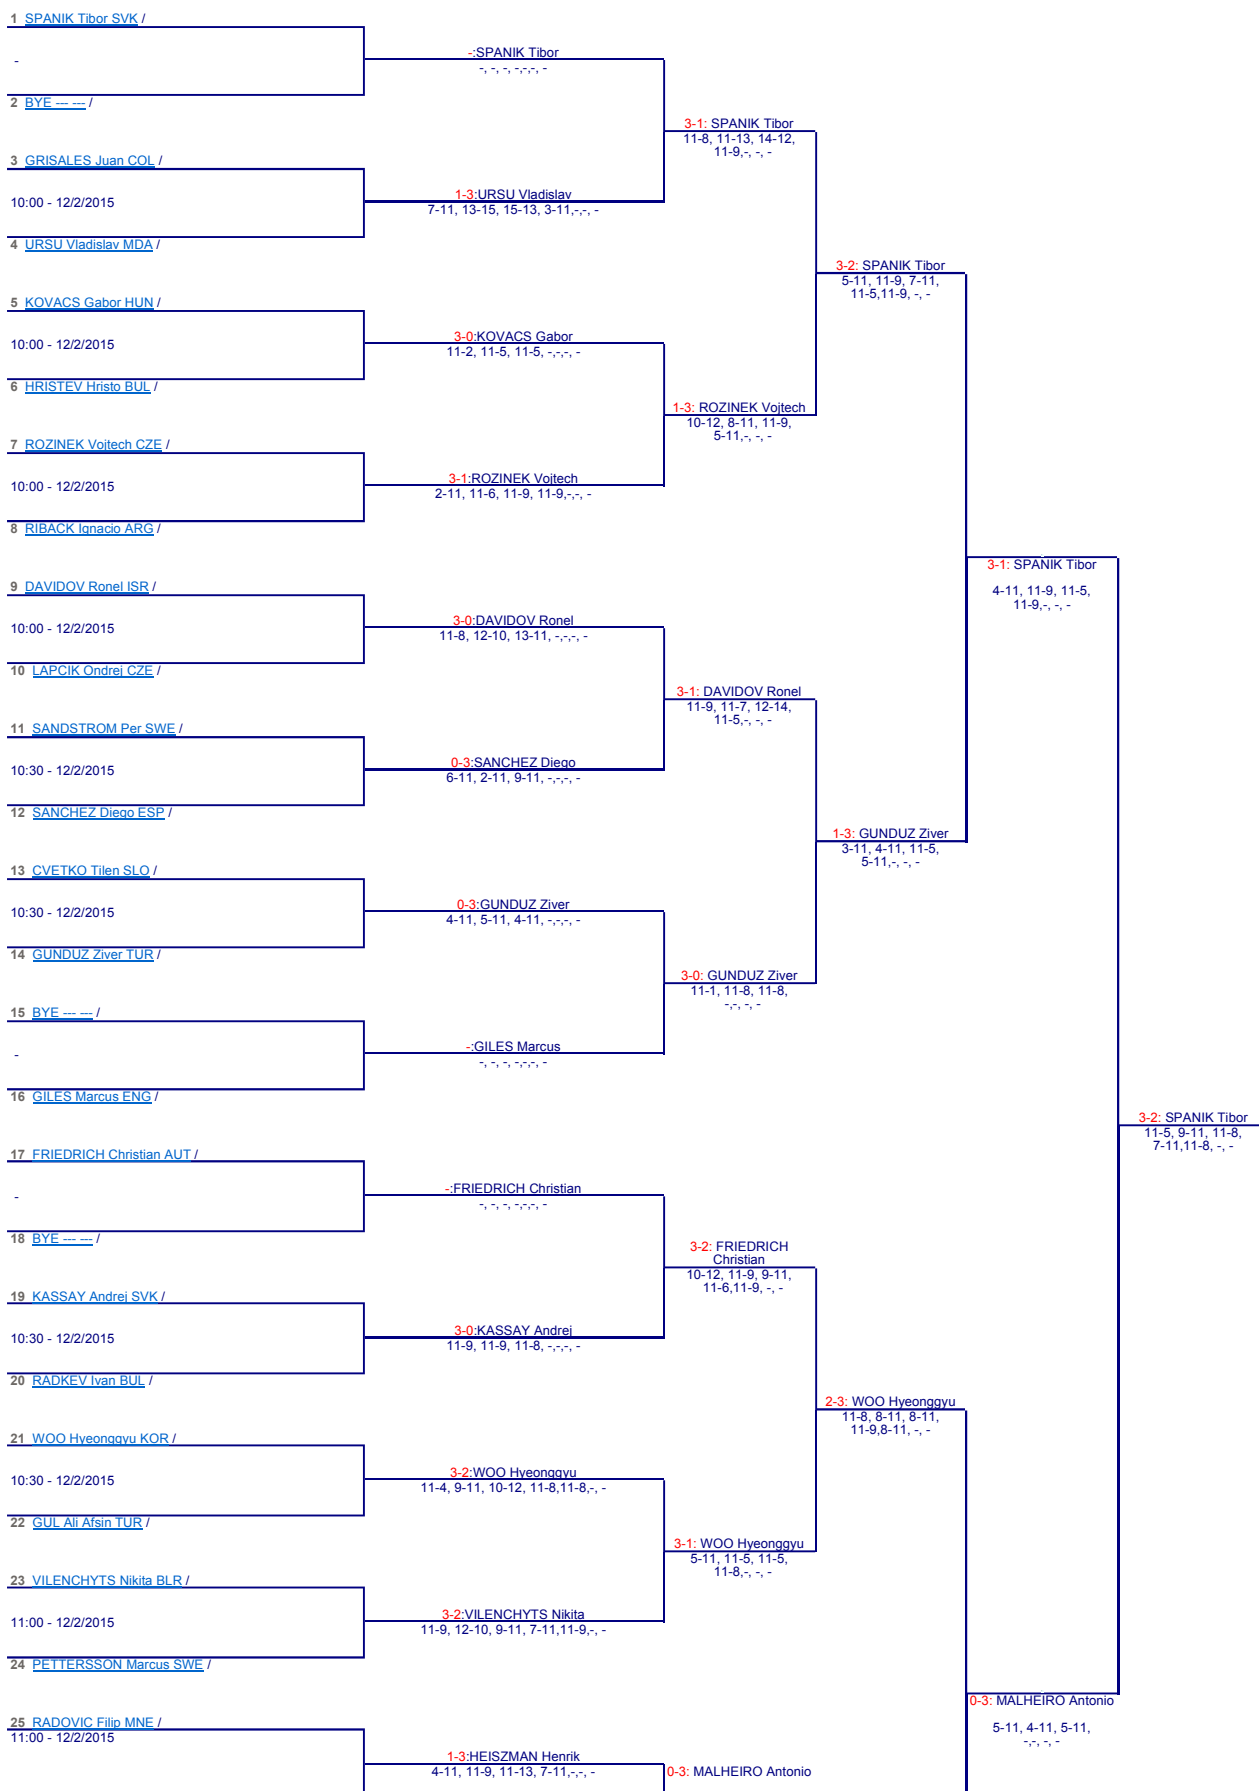 1 SPANIK Tibor SVK /
-
2 BYE --- --- /
3 GRISALES Juan COL /
10:00 - 12/2/2015
4 URSU Vladislav MDA /
5 KOVACS Gabor HUN /
10:00 - 12/2/2015
6 HRISTEV Hristo BUL /
7 ROZINEK Vojtech CZE /
10:00 - 12/2/2015
8 RIBACK Ignacio ARG /
9 DAVIDOV Ronel ISR /
10:00 - 12/2/2015
10 LAPCIK Ondrej CZE /
11 SANDSTROM Per SWE /
10:30 - 12/2/2015
12 SANCHEZ Diego ESP /
13 CVETKO Tilen SLO /
10:30 - 12/2/2015
14 GUNDUZ Ziver TUR /
15 BYE --- --- /
-
16 GILES Marcus ENG /
17 FRIEDRICH Christian AUT /
-
18 BYE --- --- /
19 KASSAY Andrej SVK /
10:30 - 12/2/2015
20 RADKEV Ivan BUL /
21 WOO Hyeonggyu KOR /
10:30 - 12/2/2015
22 GUL Ali Afsin TUR /
23 VILENCHYTS Nikita BLR /
11:00 - 12/2/2015
24 PETTERSSON Marcus SWE /
25 RADOVIC Filip MNE /
11:00 - 12/2/2015
-:SPANIK Tibor
-, -, -, -,-,-, -
1-3:URSU Vladislav
7-11, 13-15, 15-13, 3-11,-,-, -
3-0:KOVACS Gabor
11-2, 11-5, 11-5, -,-,-, -
3-1:ROZINEK Vojtech
2-11, 11-6, 11-9, 11-9,-,-, -
3-0:DAVIDOV Ronel
11-8, 12-10, 13-11, -,-,-, -
0-3:SANCHEZ Diego
6-11, 2-11, 9-11, -,-,-, -
0-3:GUNDUZ Ziver
4-11, 5-11, 4-11, -,-,-, -
-:GILES Marcus
-, -, -, -,-,-, -
-:FRIEDRICH Christian
-, -, -, -,-,-, -
3-0:KASSAY Andrej
11-9, 11-9, 11-8, -,-,-, -
3-2:WOO Hyeonggyu
11-4, 9-11, 10-12, 11-8,11-8,-, -
3-2:VILENCHYTS Nikita
11-9, 12-10, 9-11, 7-11,11-9,-, -
1-3:HEISZMAN Henrik
4-11, 11-9, 11-13, 7-11,-,-, -
3-1: SPANIK Tibor
11-8, 11-13, 14-12,
11-9,-, -, -
1-3: ROZINEK Vojtech
10-12, 8-11, 11-9,
5-11,-, -, -
3-1: DAVIDOV Ronel
11-9, 11-7, 12-14,
11-5,-, -, -
3-0: GUNDUZ Ziver
11-1, 11-8, 11-8,
-,-, -, -
3-2: FRIEDRICH
Christian
10-12, 11-9, 9-11,
11-6,11-9, -, -
3-1: WOO Hyeonggyu
5-11, 11-5, 11-5,
11-8,-, -, -
0-3: MALHEIRO Antonio
3-2: SPANIK Tibor
5-11, 11-9, 7-11,
11-5,11-9, -, -
1-3: GUNDUZ Ziver
3-11, 4-11, 11-5,
5-11,-, -, -
2-3: WOO Hyeonggyu
11-8, 8-11, 8-11,
11-9,8-11, -, -
3-1: SPANIK Tibor
4-11, 11-9, 11-5,
11-9,-, -, -
0-3: MALHEIRO Antonio
5-11, 4-11, 5-11,
-,-, -, -
3-2: SPANIK Tibor
11-5, 9-11, 11-8,
7-11,11-8, -, -